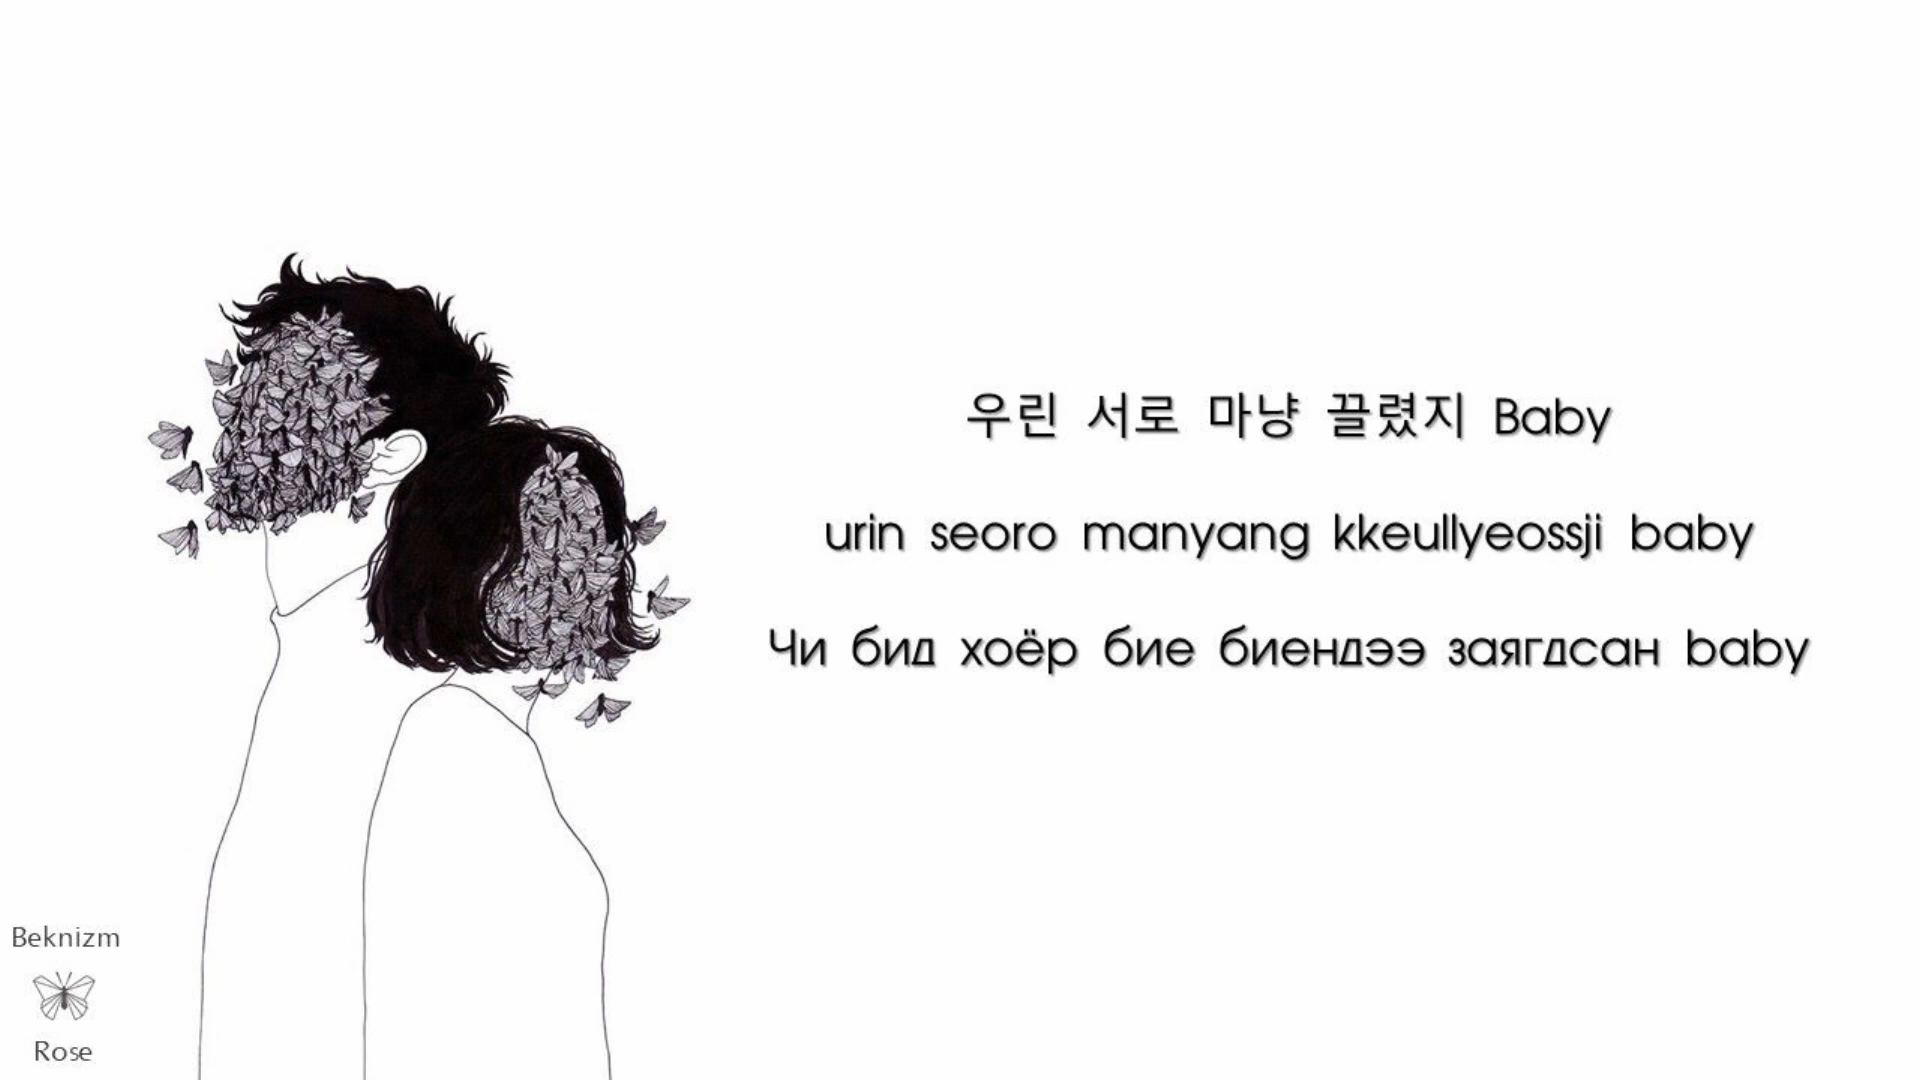 우린 서로 마냥 끌렸지 Baby
urin seoro manyang kkeullyeossji baby
Чи бид хоёр бие биендээ заягдсан baby
Beknizm
Rose